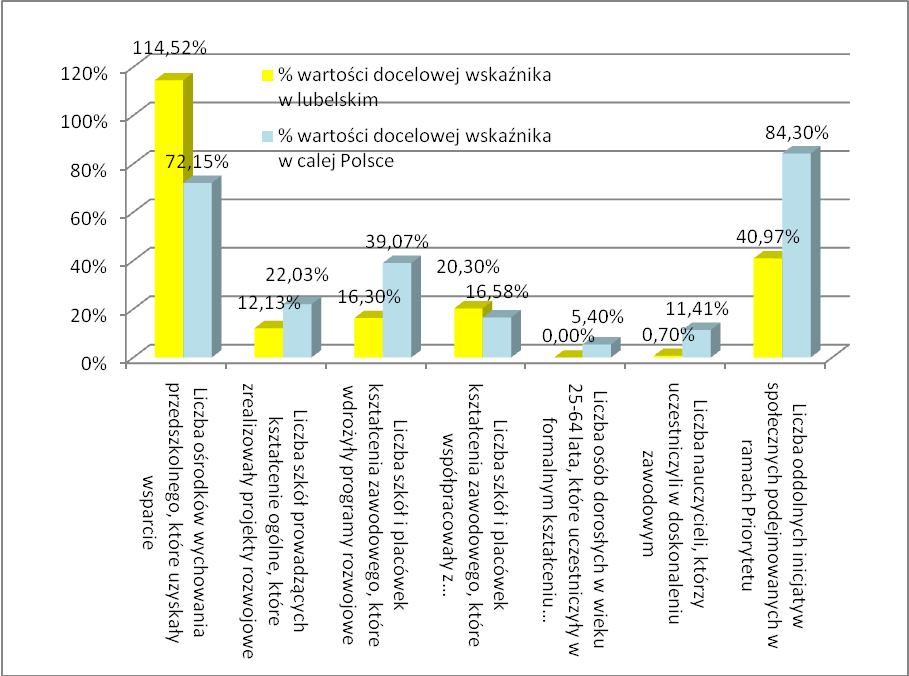 114,52%
120%
100%
80%
60%
40%
20%
0%
% wartości docelowej wskaźnika
w lubelskim
% wartości docelowej wskaźnika
w calej Polsce
72,15%
12,13%
22,03%
16,30%
39,07%
20,30%
16,58%
0,00%
5,40%
0,70%
11,41%
40,97%
84,30%
Liczba ośrodków wychowania
przedszkolnego, które uzyskały
wsparcie
Liczba szkół prowadzących
kształcenie ogólne, które
zrealizowały projekty rozwojowe
Liczba szkół i placówek
kształcenia zawodowego, które
wdrożyły programy rozwojowe
Liczba szkół i placówek
kształcenia zawodowego, które
współpracowały z...
Liczba osób dorosłych w wieku
25-64 lata, które uczestniczyły w
formalnym kształceniu...
Liczba nauczycieli, którzy
uczestniczyli w doskonaleniu
zawodowym
Liczba oddolnych inicjatyw
społecznych podejmowanych w
ramach Priorytetu